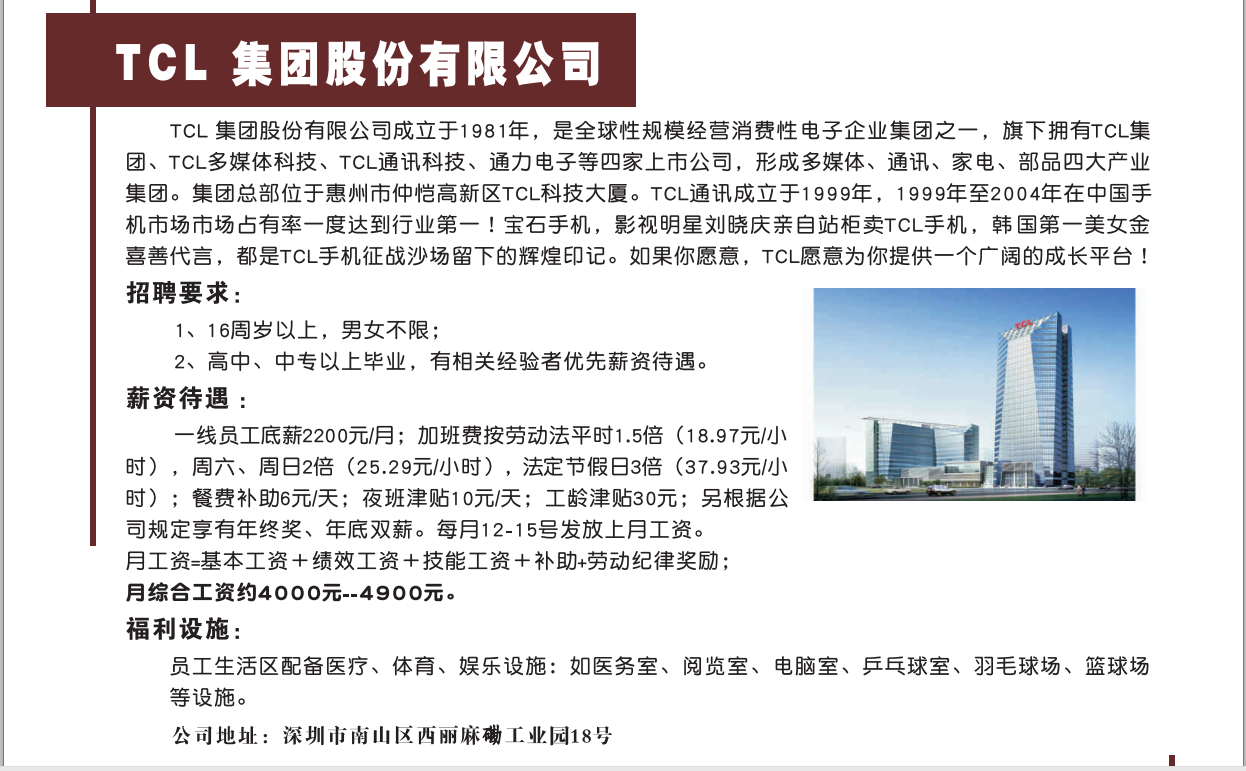 TCL 集团股份有限公司
TCL 集团股份有限公司成立于1981年，是全球性规模经营消费性电子企业集团之一，旗下拥有TCL集
团、TCL多媒体科技、TCL通讯科技、通力电子等四家上市公司，形成多媒体、通讯、家电、部品四大产业
集团。集团总部位于惠州市仲恺高新区TCL科技大厦。TCL通讯成立于1999年，1999年至2004年在中国手
机市场市场占有率一度达到行业第一！宝石手机，影视明星刘晓庆亲自站柜卖TCL手机，韩国第一美女金
喜善代言，都是TCL手机征战沙场留下的辉煌印记。如果你愿意，TCL愿意为你提供一个广阔的成长平台！
招聘要求：
1、16周岁以上，男女不限；
2、高中、中专以上毕业，有相关经验者优先薪资待遇。
薪资待遇：
一线员工底薪2200元/月；加班费按劳动法平时1.5倍（18.97元/小
时），周六、周日2倍（25.29元/小时），法定节假日3倍（37.93元/小
时）；餐费补助6元/天；夜班津贴10元/天；工龄津贴30元；另根据公
司规定享有年终奖、年底双薪。每月12-15号发放上月工资。
月工资=基本工资＋绩效工资＋技能工资＋补助+劳动纪律奖励；
月综合工资约4000元--4900元。
福利设施：
员工生活区配备医疗、体育、娱乐设施：如医务室、阅览室、电脑室、乒乓球室、羽毛球场、篮球场
等设施。
公司地址：深圳市南山区西丽麻磡工业园18号
TCL